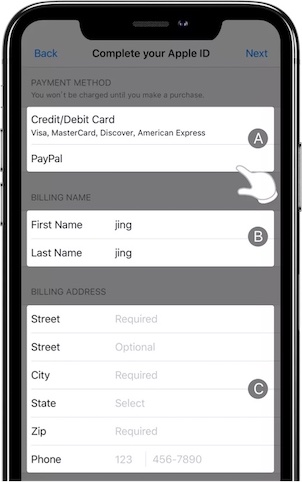 Back Complete your Apple ID Next
PAYMENT METHOD
You won't be charged until you make a purchase.
Credit/Debit Card
Visa, MasterCard, Discover, American Express
A
PayPal
BILLING NAME
First Name jing
B
Last Name jing
BILLING ADDRESS
Street Required
Street Optional
City Required
C
State Select
Zip Required
Phone 123 456-7890